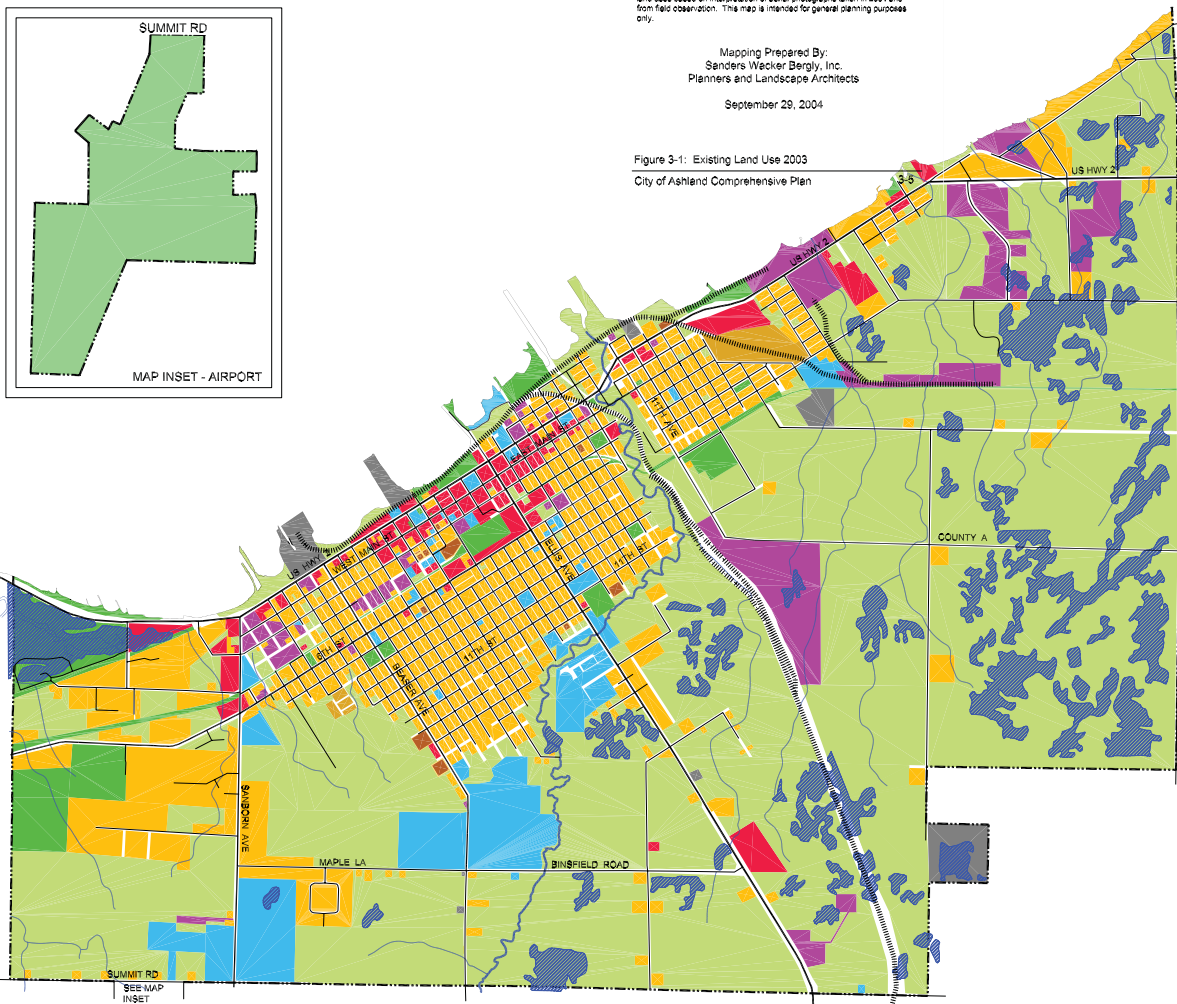 SUMMIT RD
MAP INSET - AIRPORT
from field observation. This map is intended for general planning purposes
only.
Mapping Prepared By:
Sanders Wacker Bergly, Inc.
Planners and Landscape Architects
September 29, 2004
Figure 3-1: Existing Land Use 2003
City of Ashland Comprehensive Plan
3-5
US HWY 2
US HWY 2
11TH AVE
EAST MAIN ST
COUNTY A
US HWY 2
WEST MAIN ST
ELLIS AVE
11TH ST
6TH ST
11TH ST
BEASER AVE
SANBORN AVE
MAPLE LA
BINSFIELD ROAD
SUMMIT RD
SEE MAP
INSET